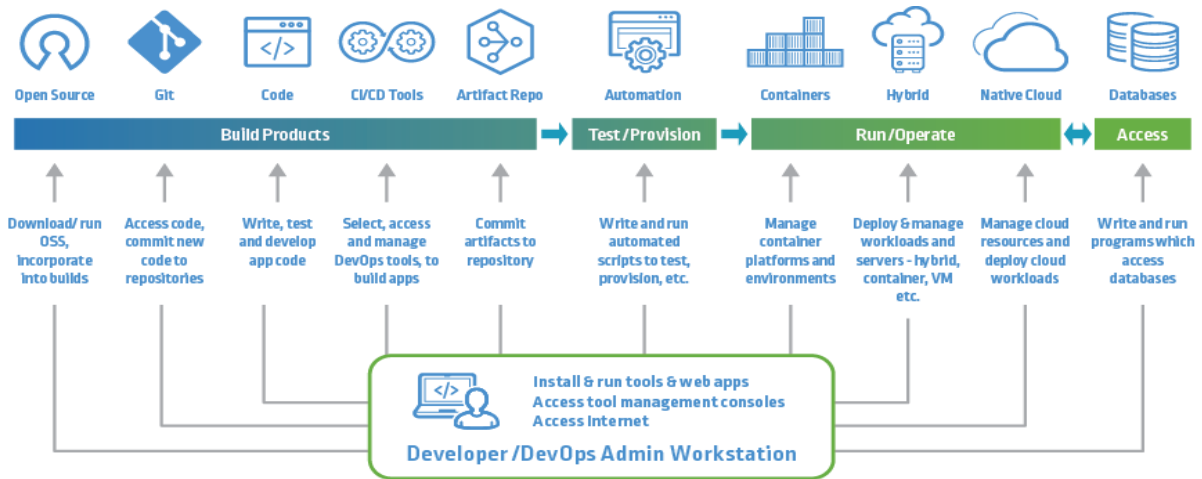 Open Source
Git
Code
CI/CD Tools
Artifact Repo
Automation
Containers
Hybrid
Native Cloud
Databases
Build Products
Test/Provision
Run/Operate
Access
Download/ run
OSS,
incorporate
into builds
Access code,
commit new
code to
repositories
Write, test
and develop
app code
Select, access
and manage
DevOps tools, to
build apps
Commit
artifacts to
repository
Write and run
automated
scripts to test,
provision, etc.
Manage
container
platforms and
environments
Deploy & manage
workloads and
servers - hybrid,
container, VM
etc.
Manage cloud
resources and
deploy cloud
workloads
Write and run
programs which
access
databases
</>
Install & run tools & web apps
Access tool management consoles
Access Internet
Developer /DevOps Admin Workstation